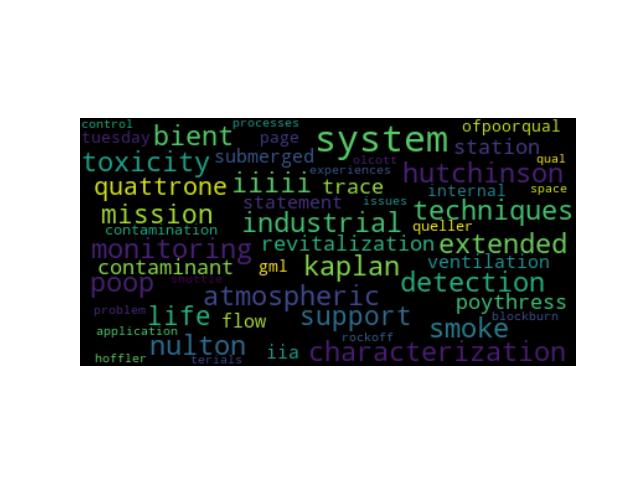 control processes ofpoorqual
tuesday bient page system station
toxicity submerged olcott qual
quattrone iiiii trace experiences hutchinson
mission statement issues internal space
contamination industrial queller techniques
monitoring revitalization extended
contaminant gml kaplan ventilation
poop shuttle atmospheric detection
problem life flow support poythress
application smoke blockburn
nulton iia rockoff
hoffler terials characterization